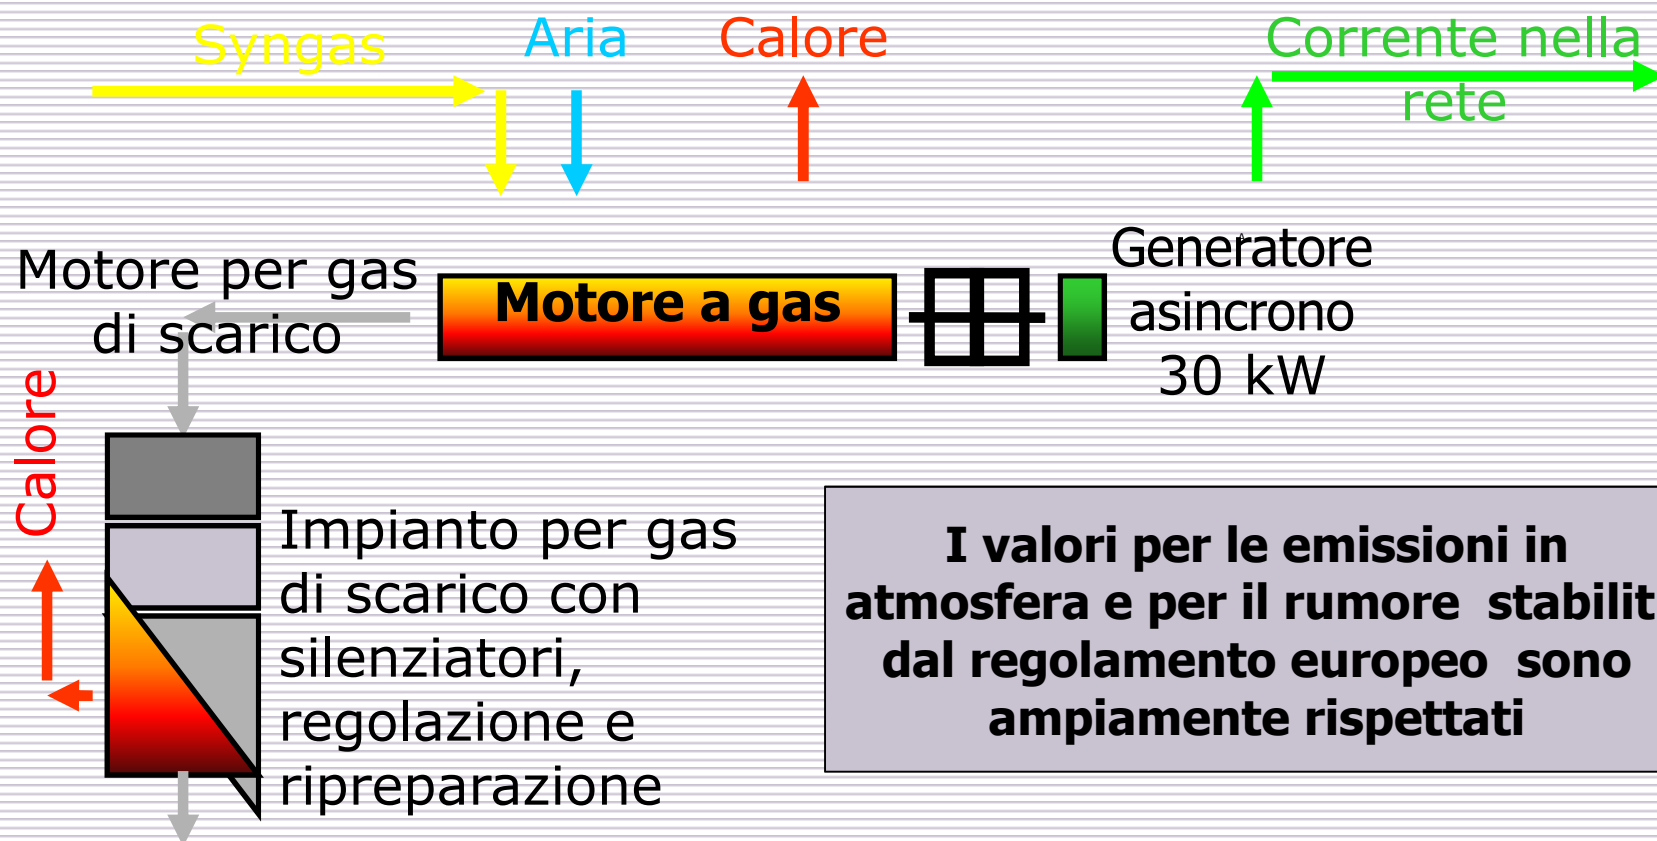 Syngas
Aria
Calore
Corrente nella
rete
Motore per gas
di scarico
Motore a gas
Generatore
asincrono
30 kW
Calore
Impianto per gas
di scarico con
silenziatori,
regolazione e
ripreparazione
I valori per le emissioni in
atmosfera e per il rumore stabilit
dal regolamento europeo sono
ampiamente rispettati